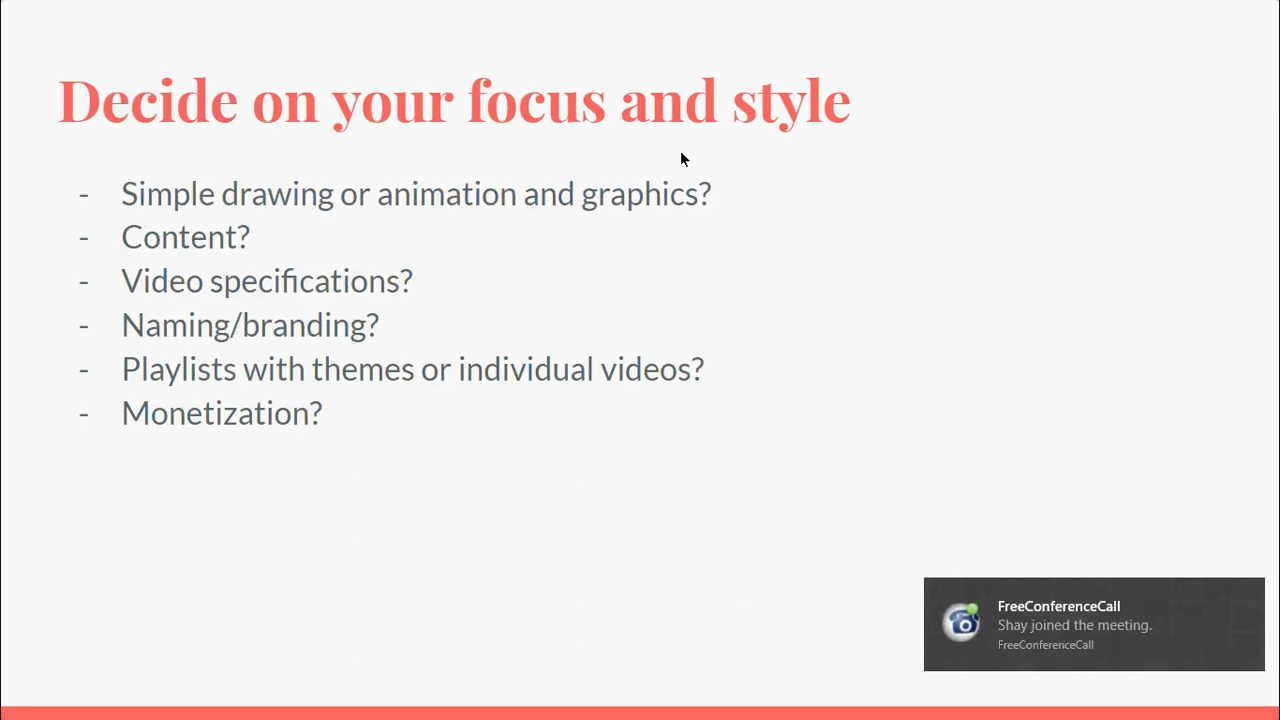 Decide on your focus and style
- Simple drawing or animation and graphics?
- Content?
- Video specifications?
- Naming/branding?
- Playlists with themes or individual videos?
- Monetization?
FreeConferenceCall
Shay joined the meeting.
FreeConferenceCall